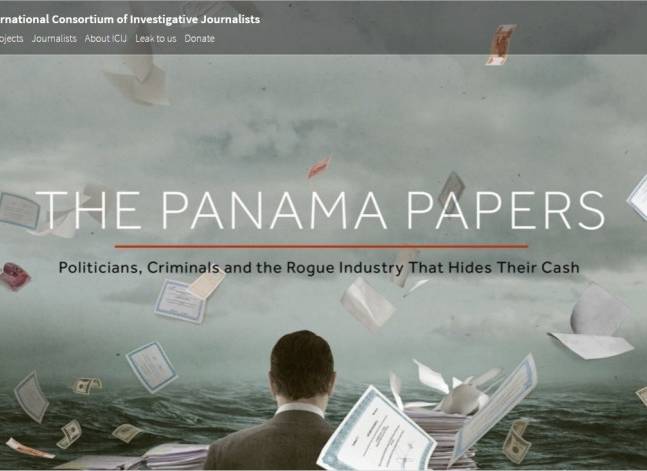 rnational Consortium of Investigative Journalists
ojects Journalists About ICIJ Leak to us Donate
THE PANAMA PAPERS
Politicians, Criminals and the Rogue Industry That Hides Their Cash